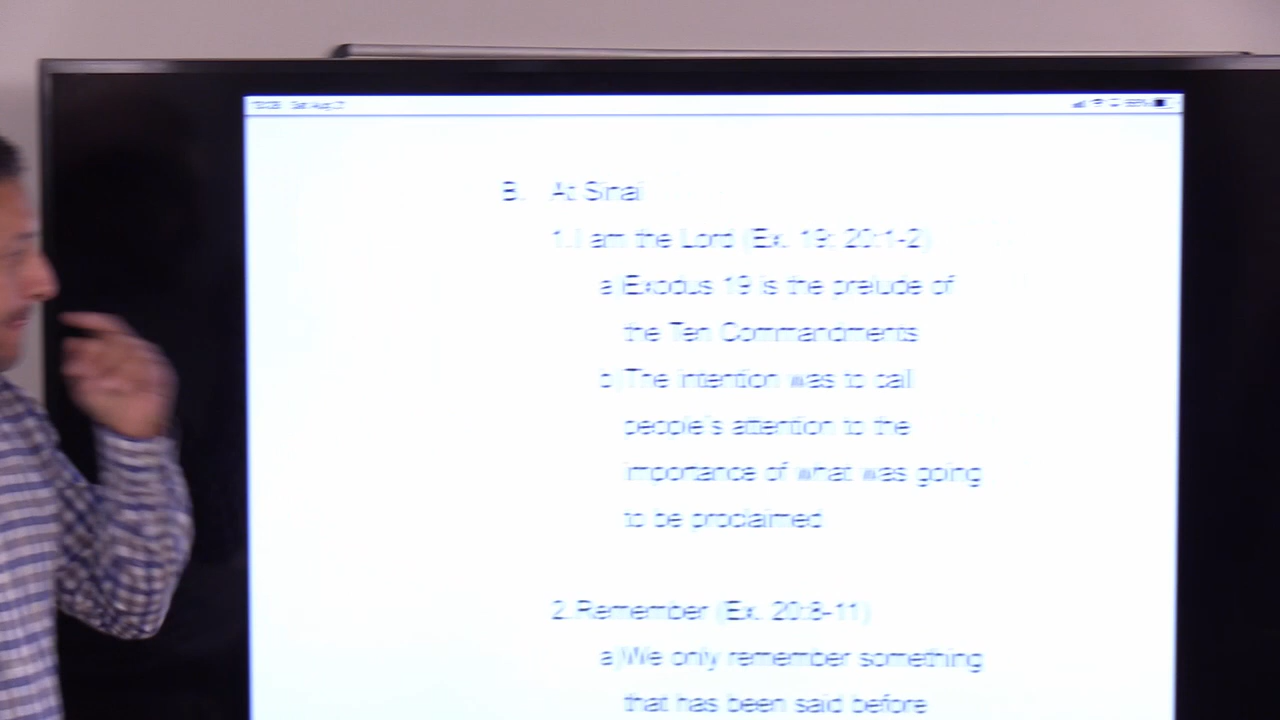 B. At Sinai
1. I am the Lord (Ex. 19; 20:1-2)
a) Exodus 19 is the prelude of
the Ten Commandments
b) The intention was to call
people's attention to the
importance of what was going
to be proclaimed
2. Remember (Ex. 20:8-11)
a) We only remember something
that has been said before